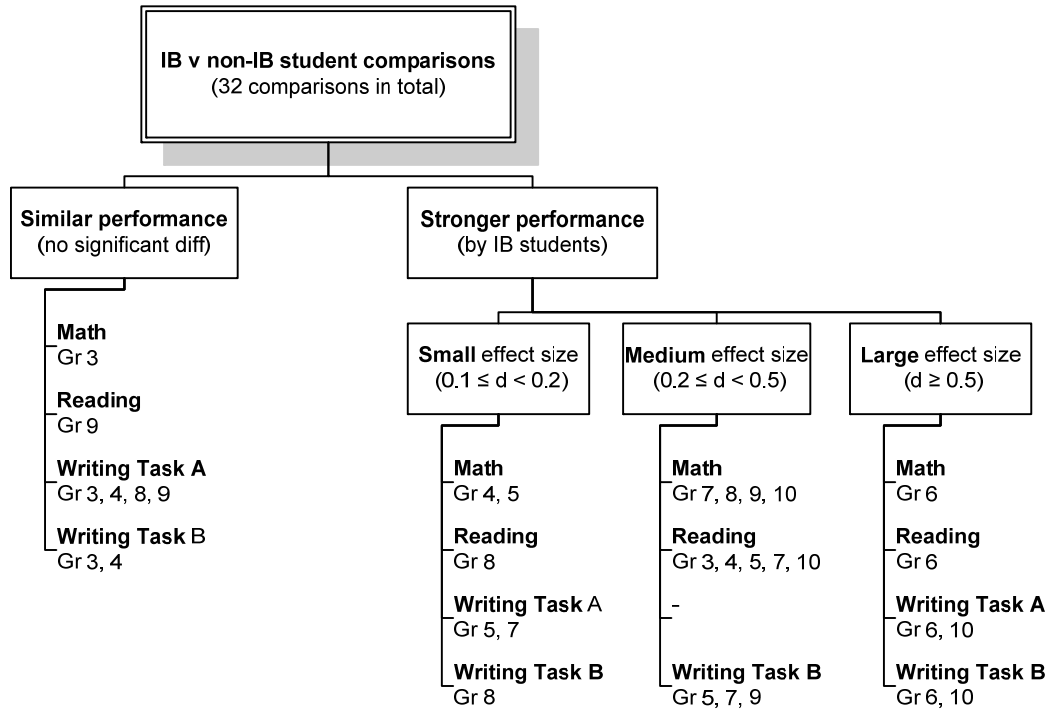 IB v non-IB student comparisons
(32 comparisons in total)
Similar performance
(no significant diff)
Stronger performance
(by IB students)
Math
Gr 3
Reading
Gr 9
Writing Task A
Gr 3, 4, 8, 9
Writing Task B
Gr 3, 4
Small effect size
(0.1 ≤ d < 0.2)
Medium effect size
(0.2 ≤ d < 0.5)
Large effect size
(d ≥ 0.5)
Math
Gr 4, 5
Reading
Gr 8
Writing Task A
Gr 5, 7
Writing Task B
Gr 8
Math
Gr 7, 8, 9, 10
Reading
Gr 3, 4, 5, 7, 10
-
Writing Task B
Gr 5, 7, 9
Math
Gr 6
Reading
Gr 6
Writing Task A
Gr 6, 10
Writing Task B
Gr 6, 10